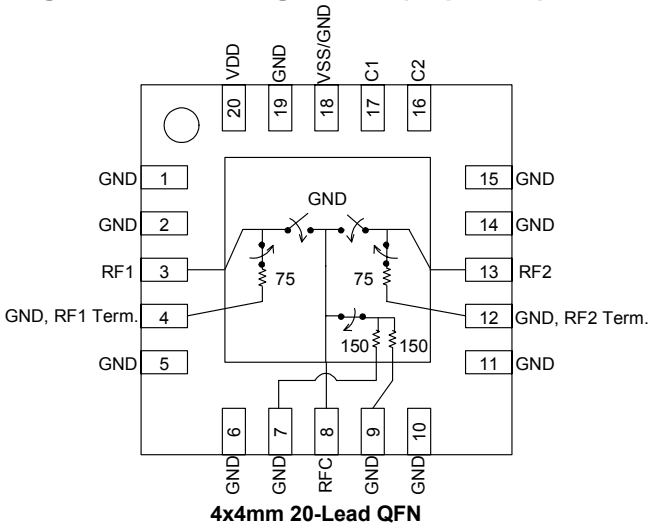 VDD
GND
VSS/GND
C1
C2
20
19
18
17
16
GND 1
15 GND
GND
GND 2
14 GND
RF1 3
75
75
13 RF2
GND, RF1 Term. 4
12 GND, RF2 Term.
150
150
GND 5
11 GND
6
7
8
9
10
GND
GND
RFC
GND
GND
4x4mm 20-Lead QFN